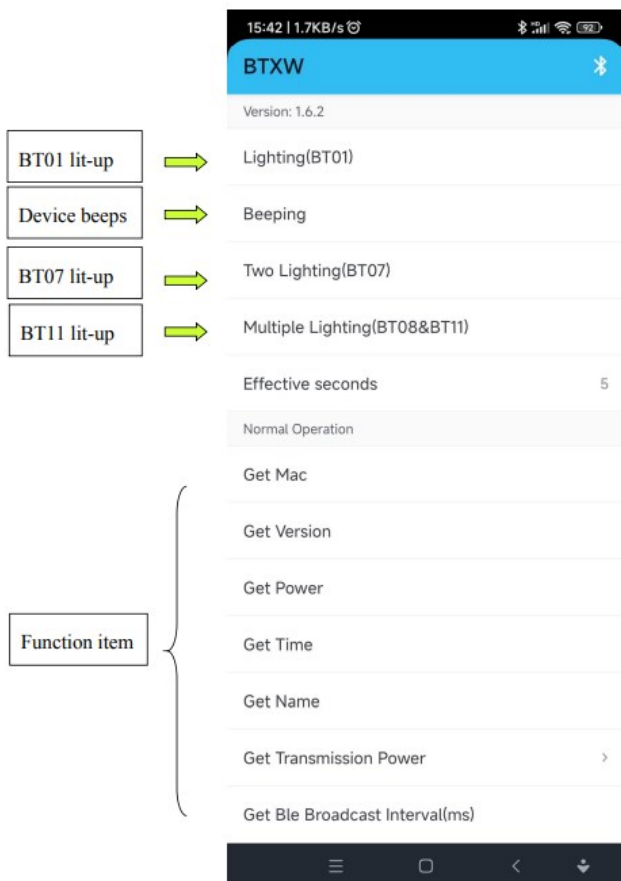 15:42 | 1.7KB/s
HD
92
BTXW
Version: 1.6.2
BT01 lit-up
Lighting(BT01)
Device beeps
Beeping
BT07 lit-up
Two Lighting(BT07)
BT11 lit-up
Multiple Lighting(BT08&BT11)
Effective seconds 5
Normal Operation
Get Mac
Get Version
Get Power
Function item
Get Time
Get Name
Get Transmission Power
Get Ble Broadcast Interval(ms)